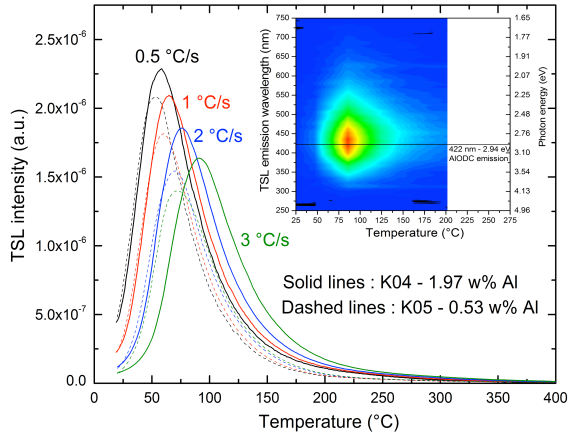 2.5x10-6
2.0x10-6
1.5x10-6
1.0x10-6
5.0x10-7
0.0
TSL intensity (a.u.)
0 50 100 150 200 250 300 350 400
Temperature (°C)
0.5 °C/s
1 °C/s
2 °C/s
3 °C/s
Solid lines : K04 - 1.97 w% Al
Dashed lines : K05 - 0.53 w% Al
TSL emission wavelength (nm)
750
700
650
600
550
500
450
400
350
300
250
25 50 75 100 125 150 175 200 225 250 275
Temperature (°C)
1.65
1.77
1.91
2.07
2.25
2.48
2.76
3.10
3.54
4.13
4.96
Photon energy (eV)
422 nm - 2.94 eV
AlODC emission